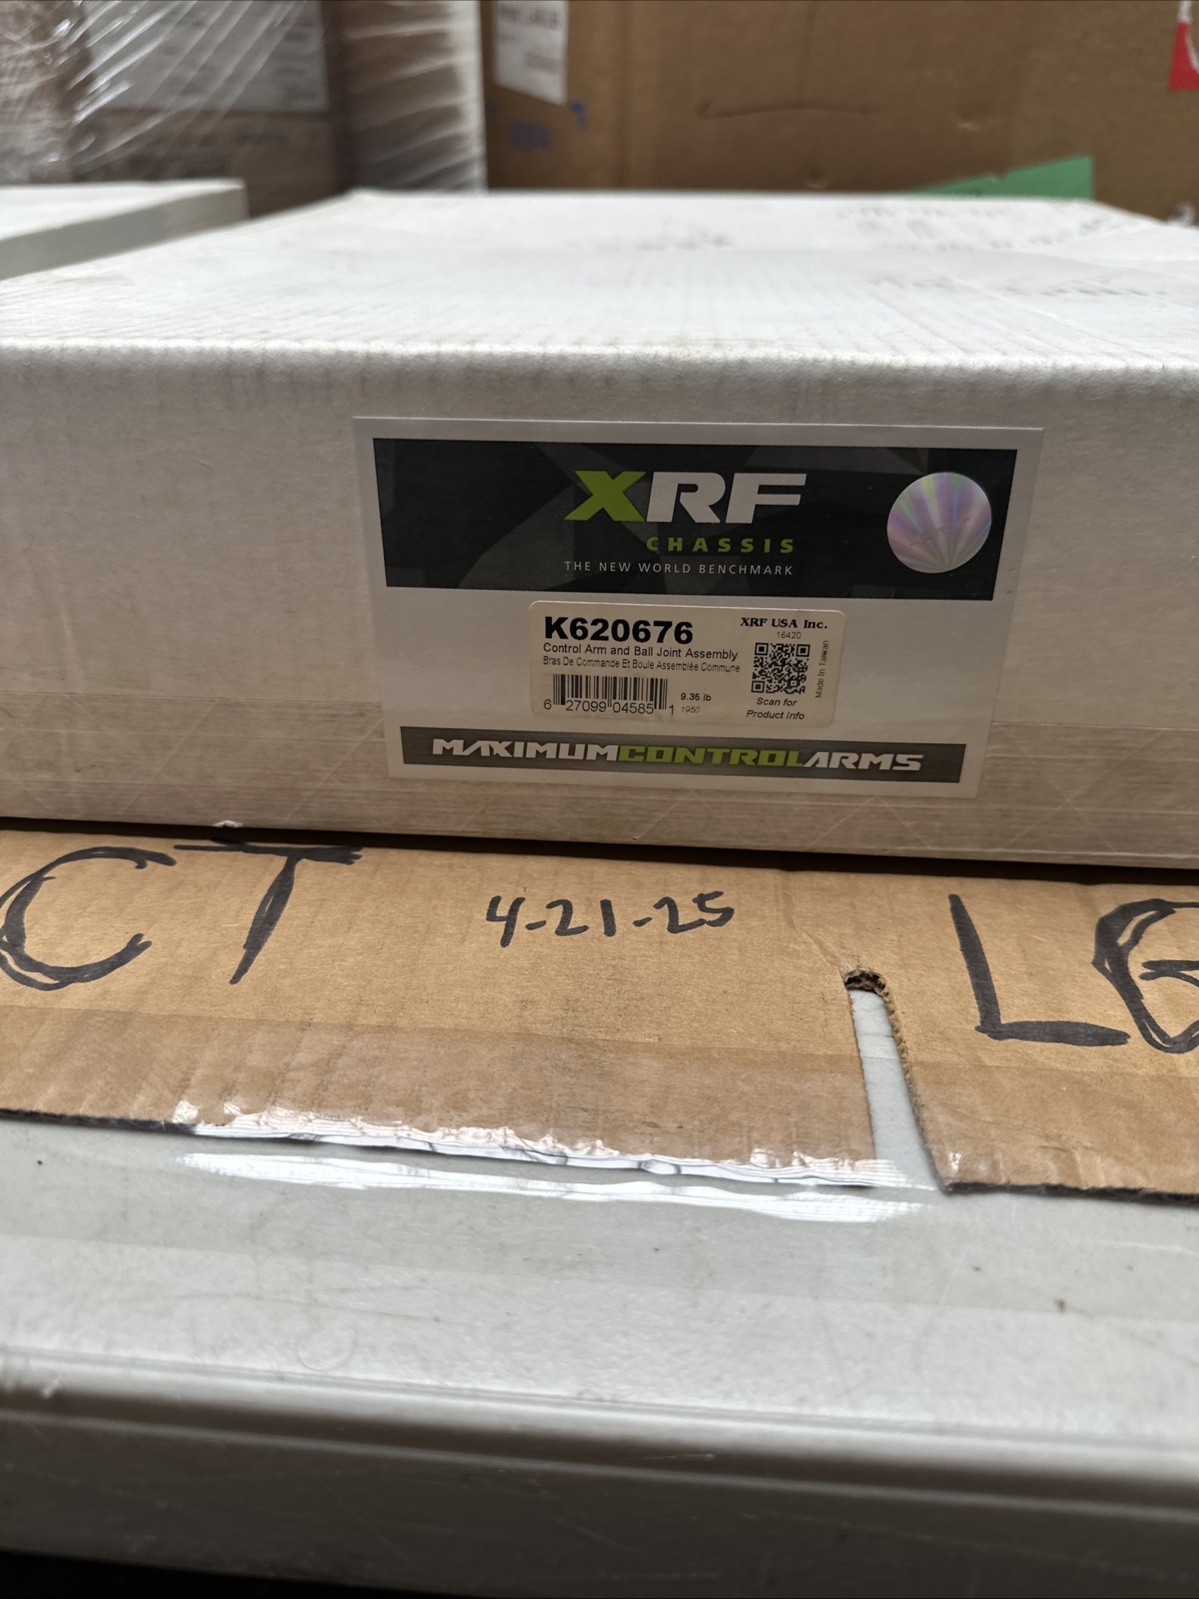 XRF
CHASSIS
THE NEW WORLD BENCHMARK
K620676
Control Arm and Ball Joint Assembly
Bras De Commande Et Boule Assemblée Commune
6 27099 04585 1
9.35 lb
1950
XRF USA Inc.
16420
Made In Taiwan
Scan for
Product Info
MAXIMUMCONTROLARMS
CT
4-21-25
LG